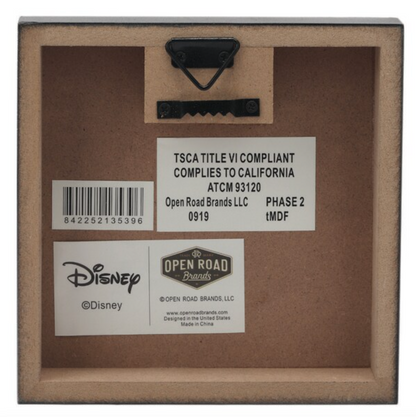 TSCA TITLE VI COMPLIANT
COMPLIES TO CALIFORNIA
ATCM 93120
Open Road Brands LLC PHASE 2
0919 tMDF
842252135396
Disney
©Disney
OPEN ROAD
Brands
© OPEN ROAD BRANDS, LLC
www.openroadbrands.com
Designed in the United States
Made in China